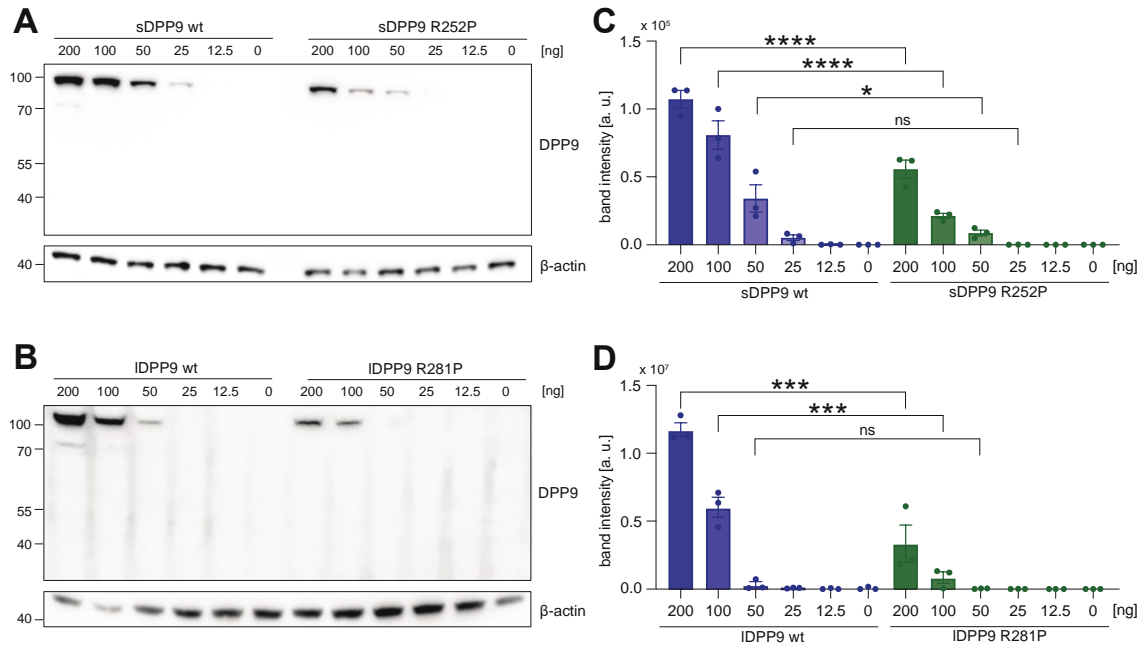 A
sDPP9 wt
sDPP9 R252P
200 100 50 25 12.5 0
200 100 50 25 12.5 0 [ng]
100
70
55
40
DPP9
40
β-actin
C
x 10⁵
1.5
1.0
0.5
0.0
band intensity [a. u.]
****
****
*
ns
200 100 50 25 12.5 0 200 100 50 25 12.5 0 [ng]
sDPP9 wt
sDPP9 R252P
B
lDPP9 wt
lDPP9 R281P
200 100 50 25 12.5 0
200 100 50 25 12.5 0 [ng]
100
70
55
40
DPP9
40
β-actin
D
x 10⁷
1.5
1.0
0.5
0.0
band intensity [a. u.]
***
***
ns
200 100 50 25 12.5 0 200 100 50 25 12.5 0 [ng]
lDPP9 wt
lDPP9 R281P